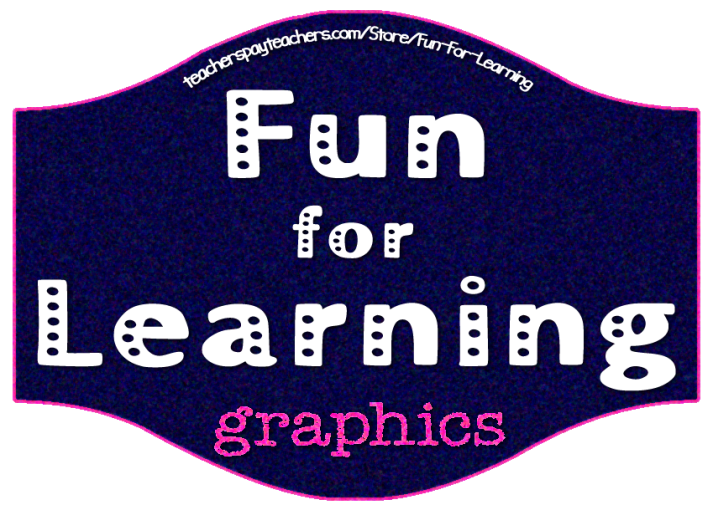 teacherspayteachers.com/Store/Fun-For-Learning
Fun
for
Learning
graphics